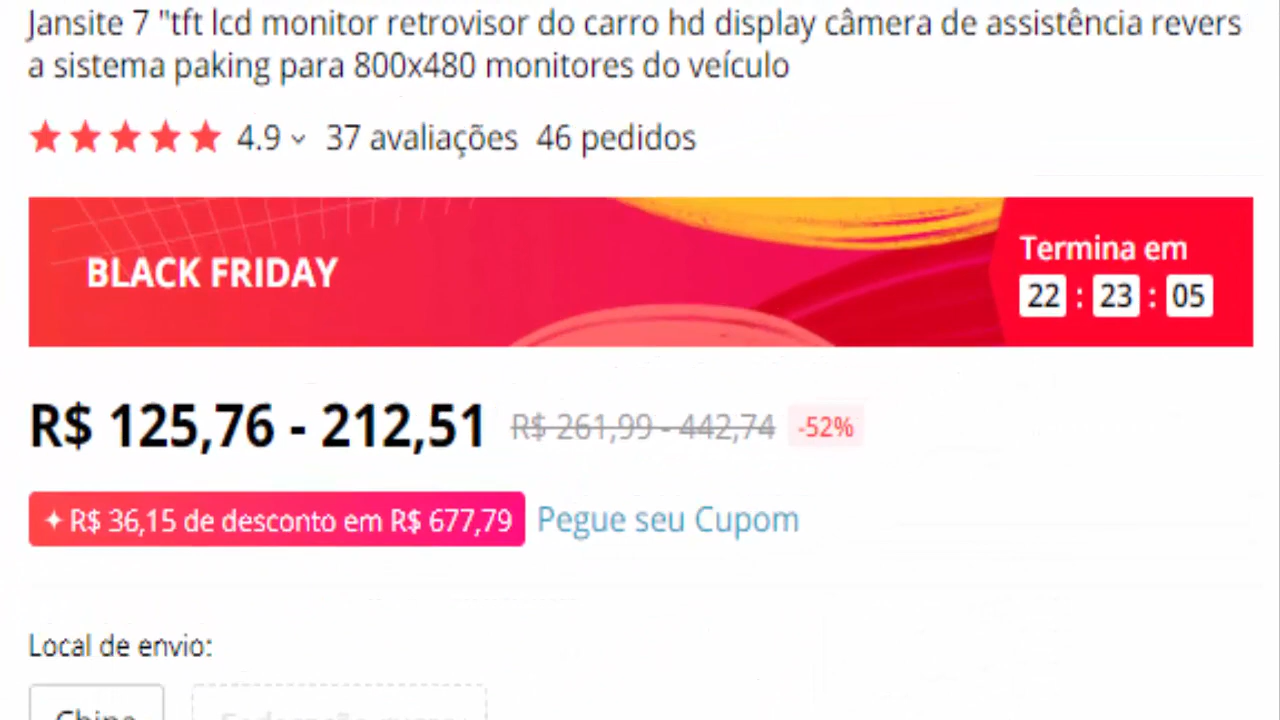 Jansite 7 "tft lcd monitor retrovisor do carro hd display câmera de assistência revers
a sistema paking para 800x480 monitores do veículo
4.9 37 avaliações 46 pedidos
BLACK FRIDAY
Termina em
22 : 23 : 05
R$ 125,76 - 212,51 R$ 261,99 - 442,74 -52%
R$ 36,15 de desconto em R$ 677,79 Pegue seu Cupom
Local de envio:
China